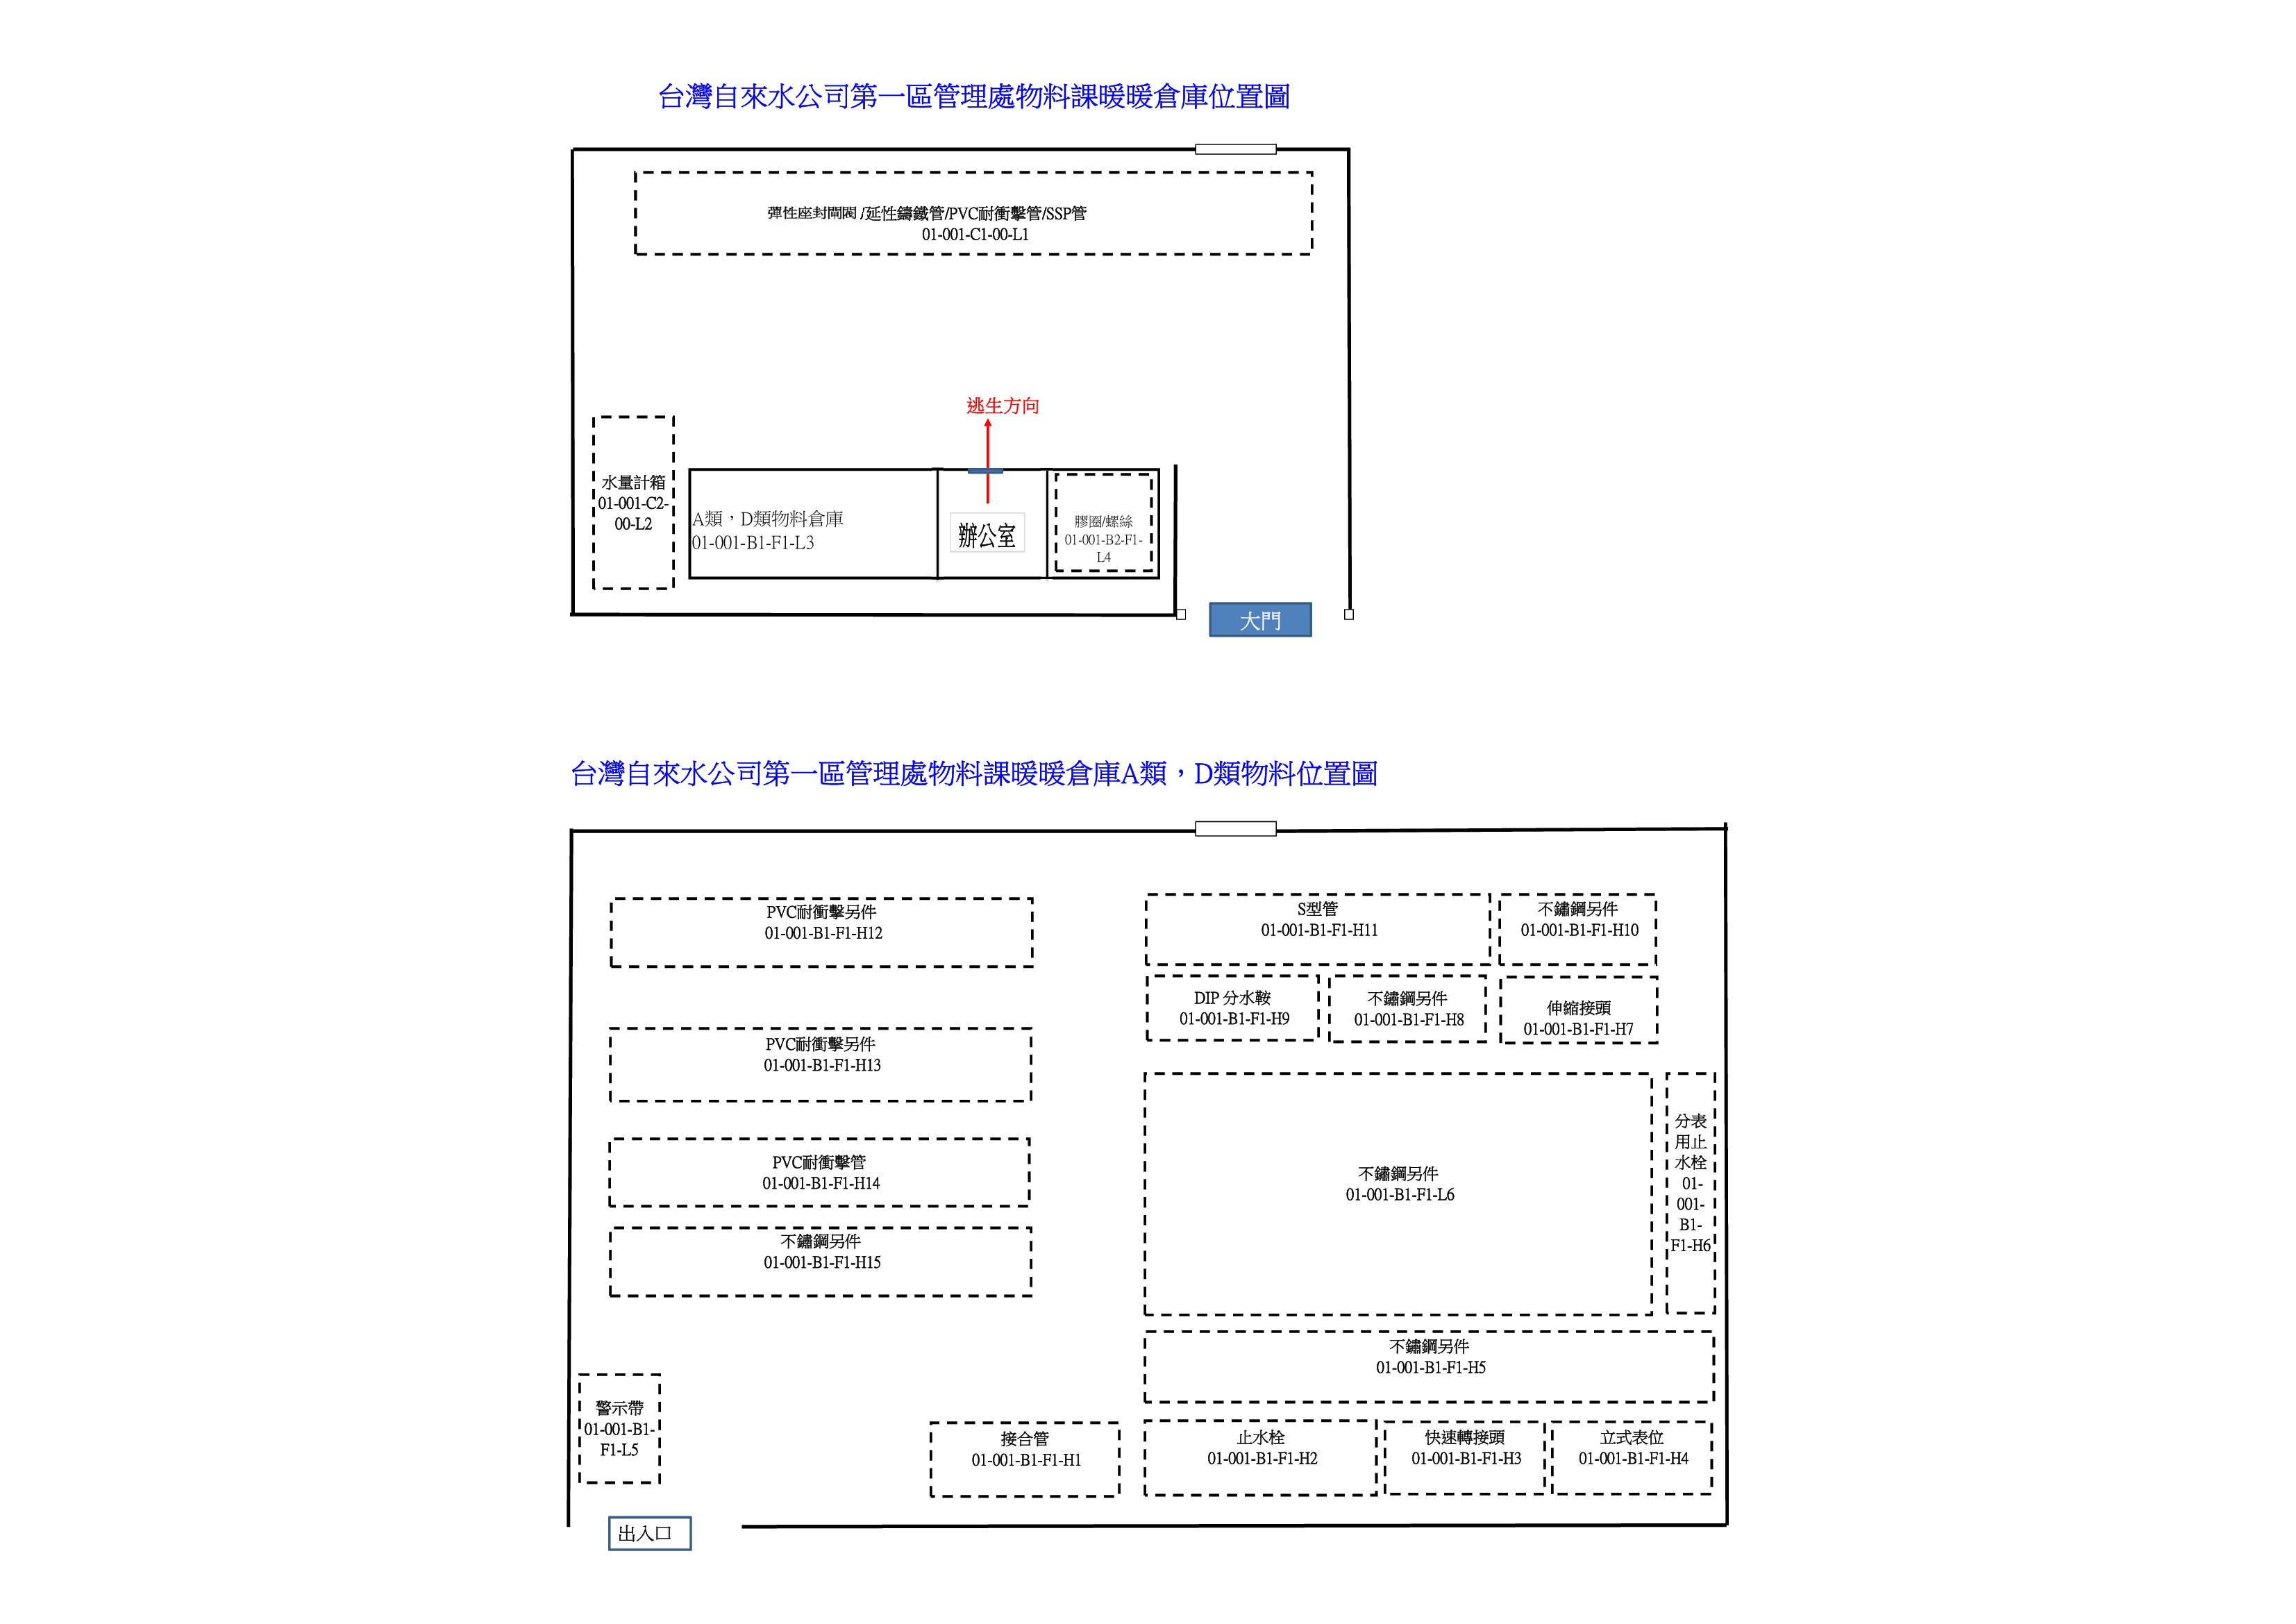 台灣自來水公司第一區管理處物料課暖暖倉庫位置圖
彈性座封閘閥 /延性鑄鐵管/PVC耐衝擊管/SSP管
01-001-C1-00-L1
逃生方向
水量計箱
01-001-C2-
00-L2
A類，D類物料倉庫
01-001-B1-F1-L3
辦公室
膠圈/螺絲
01-001-B2-F1-
L4
大門
台灣自來水公司第一區管理處物料課暖暖倉庫A類，D類物料位置圖
PVC耐衝擊另件
01-001-B1-F1-H12
S型管
01-001-B1-F1-H11
不鏽鋼另件
01-001-B1-F1-H10
DIP 分水鞍
01-001-B1-F1-H9
不鏽鋼另件
01-001-B1-F1-H8
伸縮接頭
01-001-B1-F1-H7
PVC耐衝擊另件
01-001-B1-F1-H13
PVC耐衝擊管
01-001-B1-F1-H14
不鏽鋼另件
01-001-B1-F1-H15
不鏽鋼另件
01-001-B1-F1-L6
分表
用止
水栓
01-
001-
B1-
F1-H6
不鏽鋼另件
01-001-B1-F1-H5
警示帶
01-001-B1-
F1-L5
接合管
01-001-B1-F1-H1
止水栓
01-001-B1-F1-H2
快速轉接頭
01-001-B1-F1-H3
立式表位
01-001-B1-F1-H4
出入口